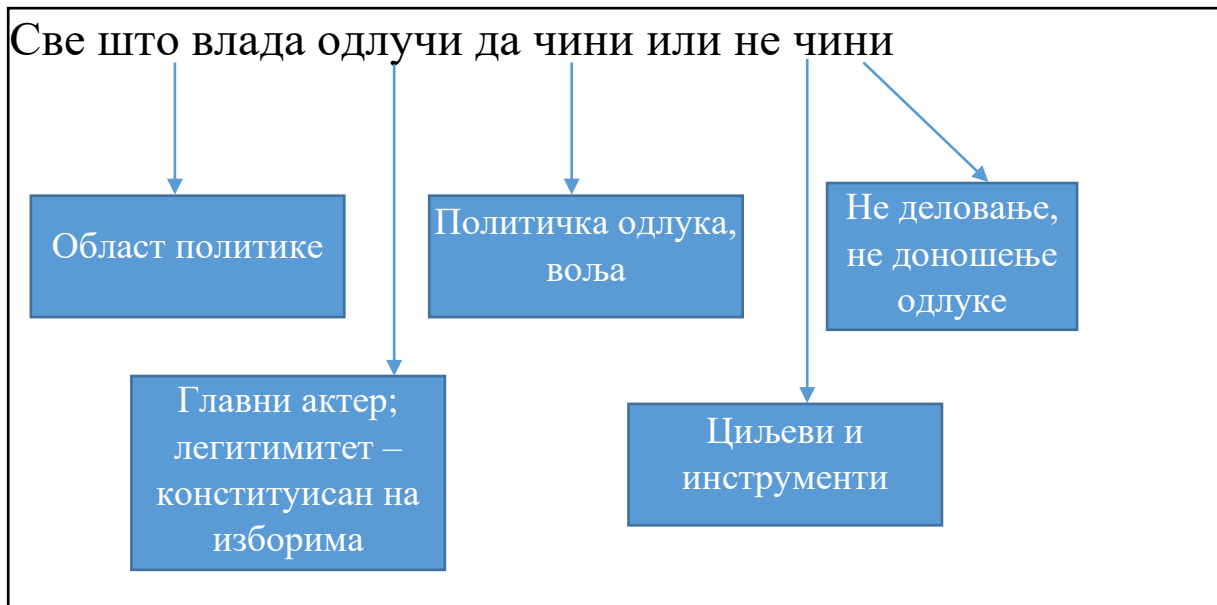 Све што влада одлучи да чини или не чини
Област политике
Политичка одлука,
воља
Не деловање,
не доношење
одлуке
Главни актер;
легитимитет –
конституисан на
изборима
Циљеви и
инструменти